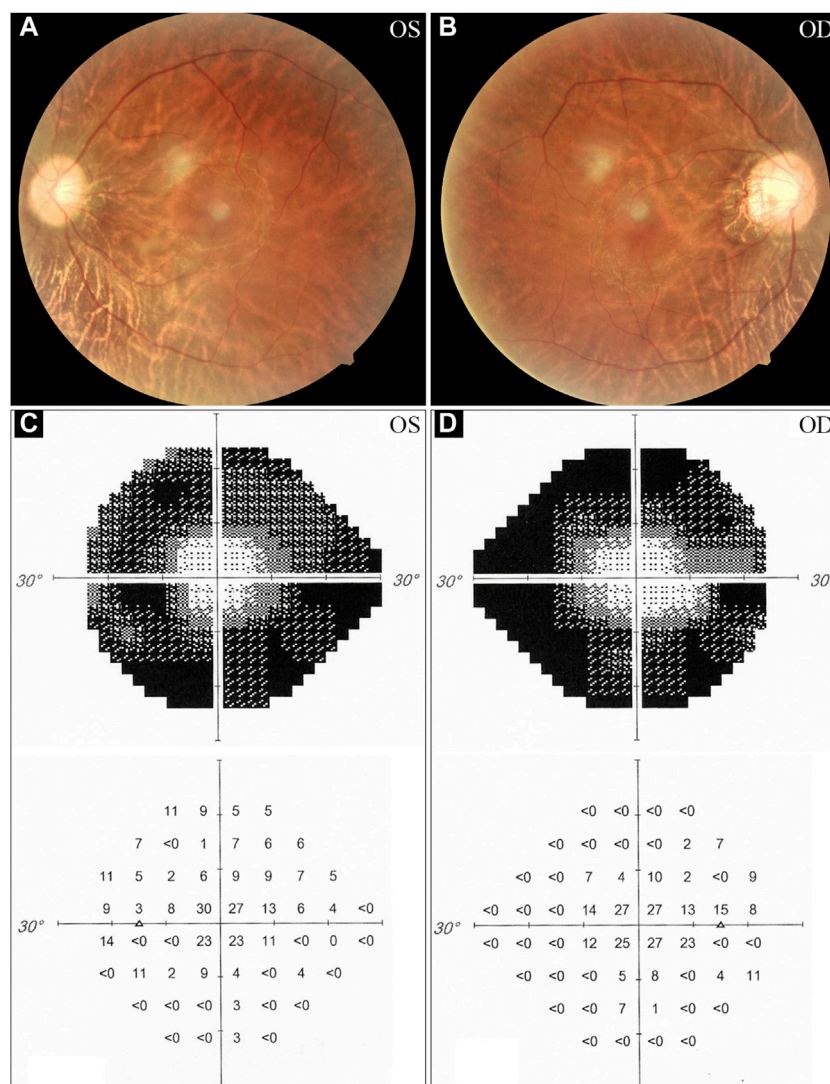 A OS
B OD
C OS
30° 30°
D OD
30° 30°
11 9 5 5
7 <0 1 7 6 6
11 5 2 6 9 9 7 5
9 3 8 30 27 13 6 4 <0
30°
14 <0 <0 23 23 11 <0 0 <0
<0 11 2 9 4 <0 4 <0
<0 <0 <0 3 <0 <0
<0 <0 3 <0
<0 <0 <0 <0
<0 <0 <0 <0 2 7
<0 <0 7 4 10 2 <0 9
<0 <0 <0 14 27 27 13 15 8
30°
<0 <0 <0 12 25 27 23 <0 <0
<0 <0 <0 5 8 <0 4 11
<0 <0 7 1 <0 <0
<0 <0 <0 <0